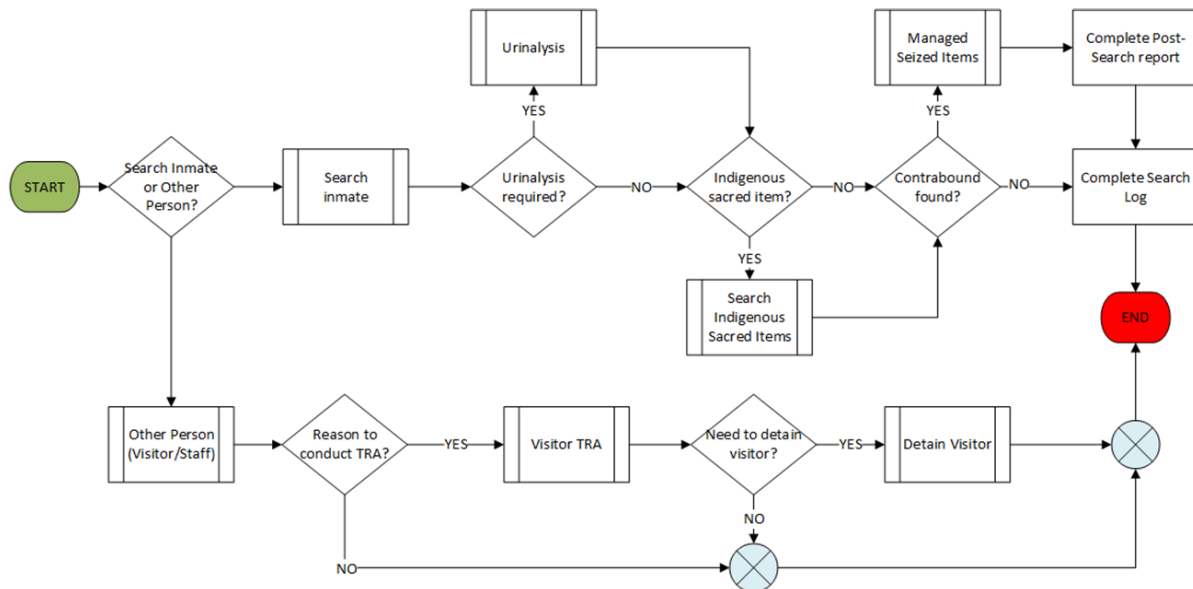 Urinalysis
Managed
Seized Items
Complete Post-
Search report
YES
YES
START
Search Inmate
or Other
Person?
Search
inmate
Urinalysis
required?
NO
Indigenous
sacred item?
NO
Contrabound
found?
NO
Complete Search
Log
YES
Search
Indigenous
Sacred Items
END
Other Person
(Visitor/Staff)
Reason to
conduct TRA?
YES
Visitor TRA
Need to detain
visitor?
YES
Detain Visitor
NO
NO